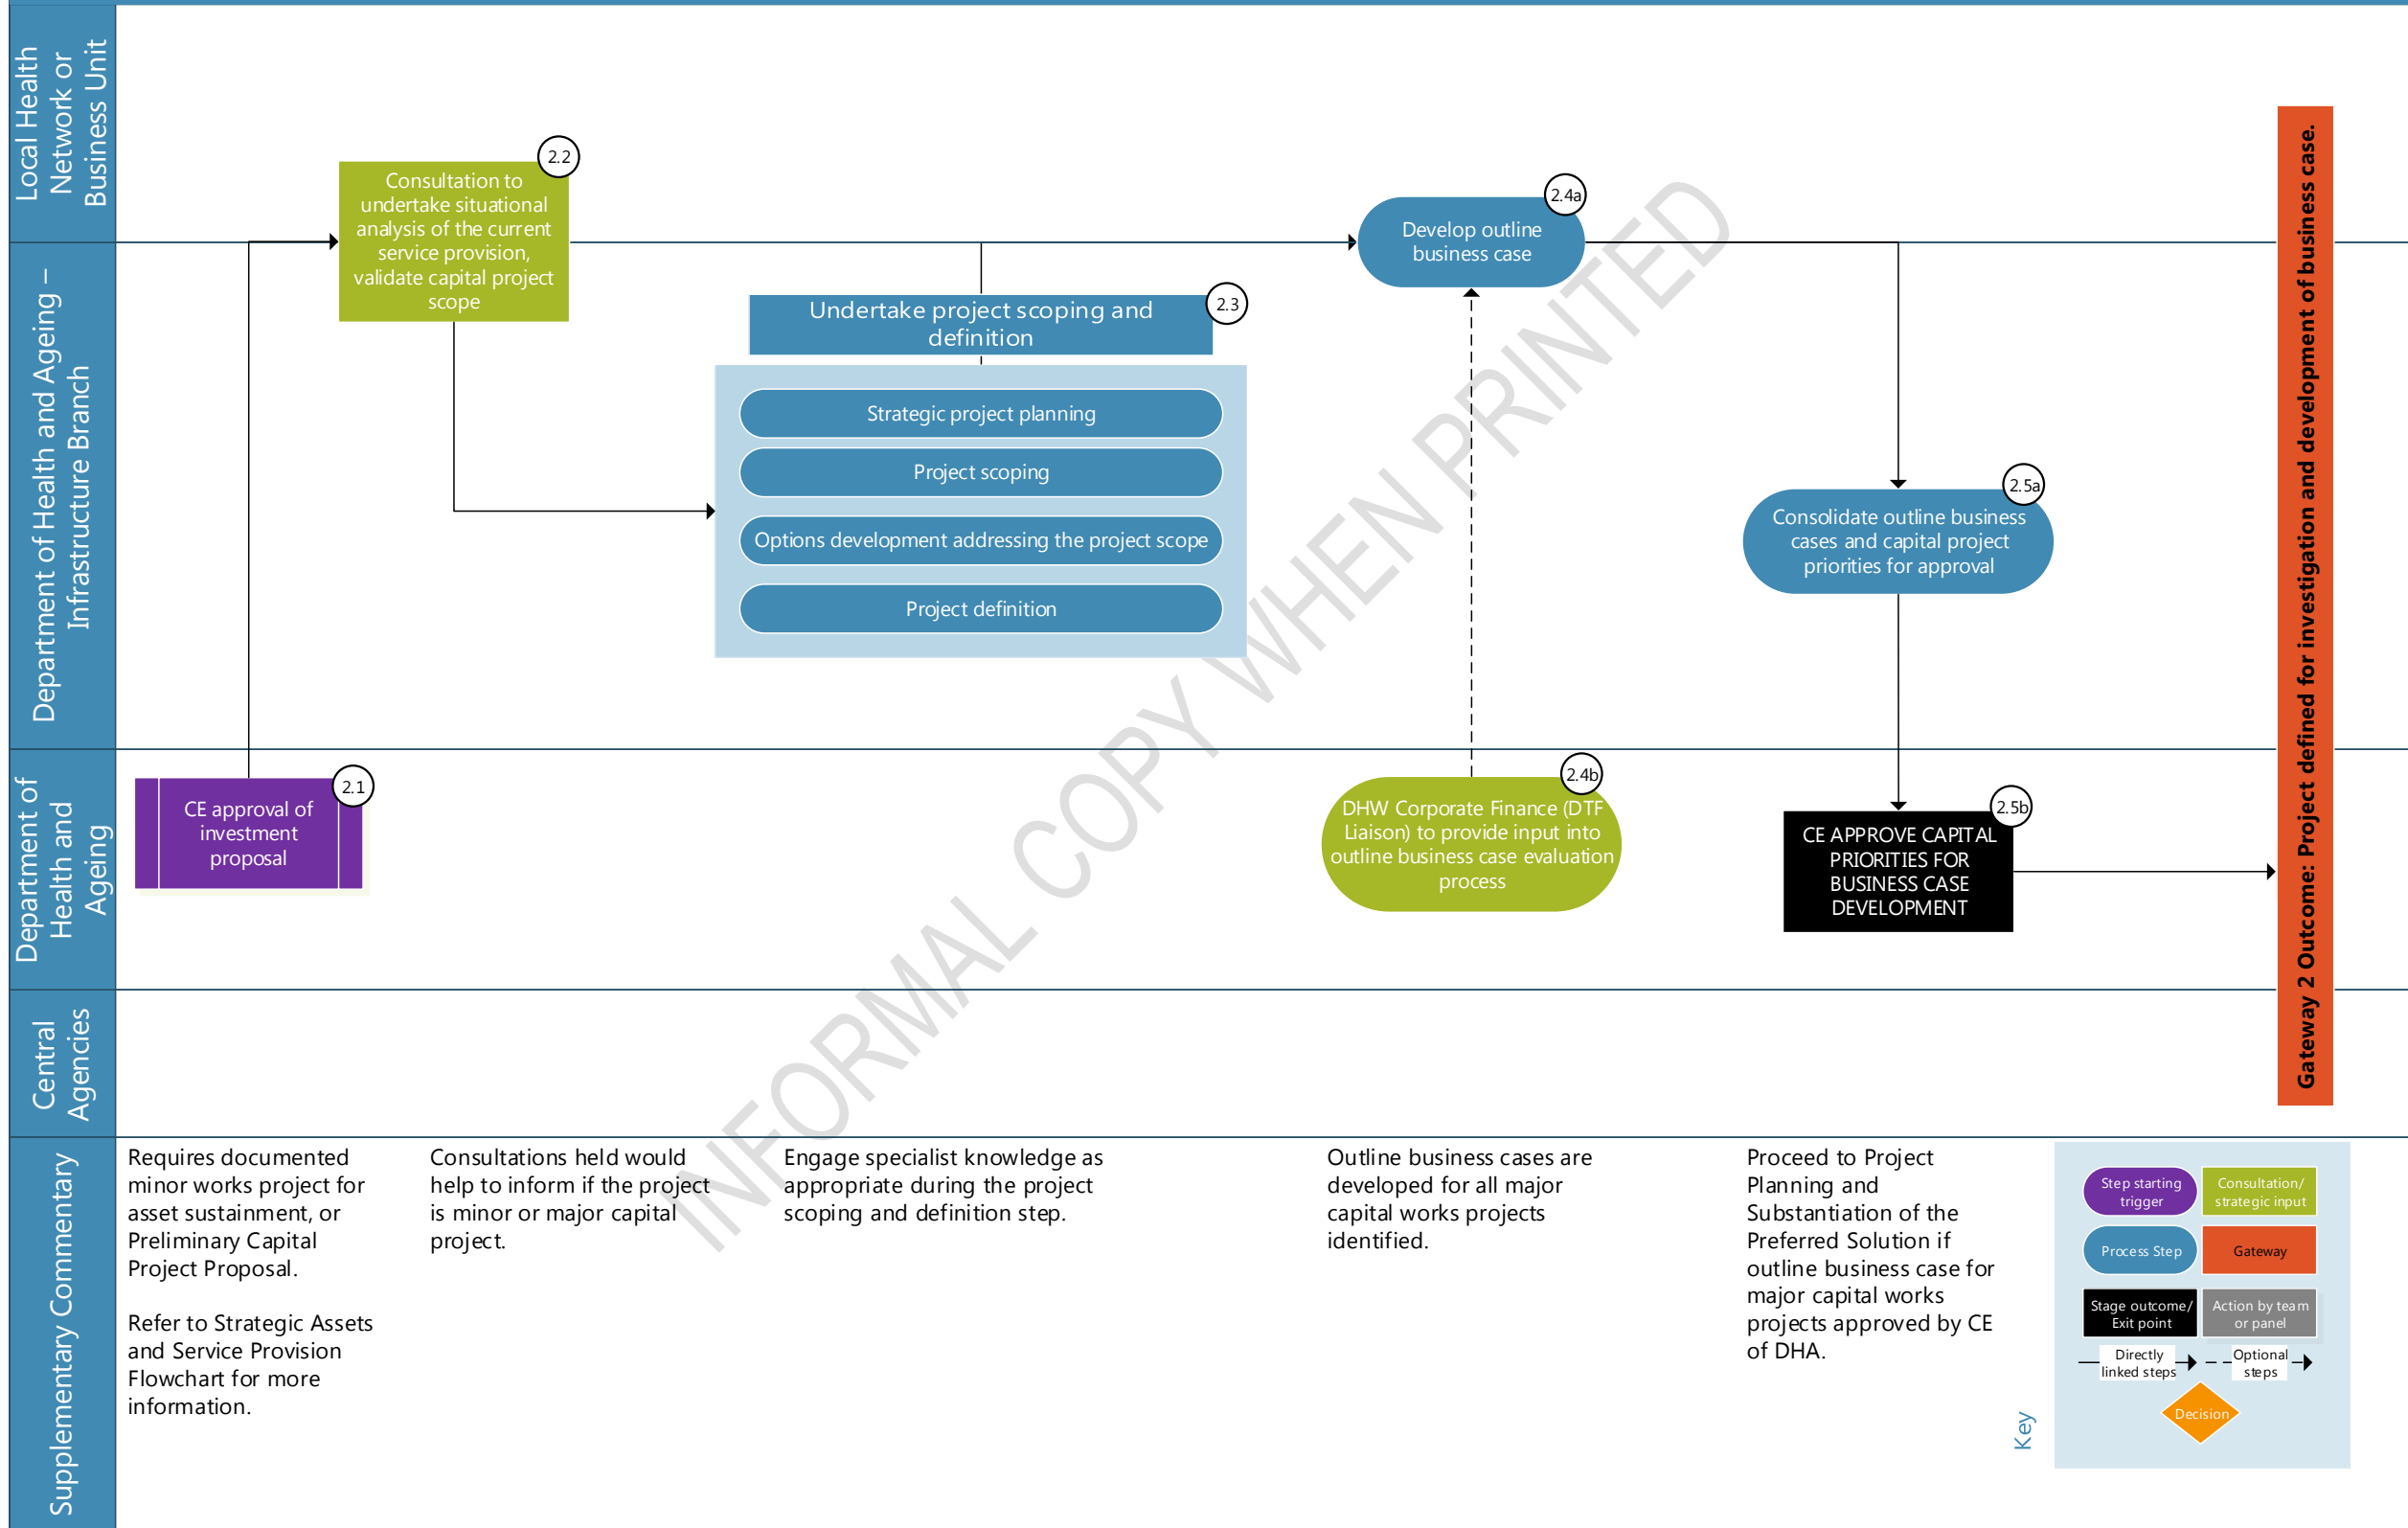 Local Health
Network or
Business Unit
2.2
Consultation to
undertake situational
analysis of the current
service provision,
validate capital project
scope
2.4a
Develop outline
business case
Department of Health and Ageing –
Infrastructure Branch
2.3
Undertake project scoping and
definition
Strategic project planning
Project scoping
Options development addressing the project scope
Project definition
2.5a
Consolidate outline business
cases and capital project
priorities for approval
Department of
Health and
Ageing
2.1
CE approval of
investment
proposal
2.4b
DHW Corporate Finance (DTF
Liaison) to provide input into
outline business case evaluation
process
2.5b
CE APPROVE CAPITAL
PRIORITIES FOR
BUSINESS CASE
DEVELOPMENT
Gateway 2 Outcome: Project defined for investigation and development of business case.
INFORMAL COPY WHEN PRINTED
Central
Agencies
Supplementary Commentary
Requires documented
minor works project for
asset sustainment, or
Preliminary Capital
Project Proposal.
Refer to Strategic Assets
and Service Provision
Flowchart for more
information.
Consultations held would
help to inform if the project
is minor or major capital
project.
Engage specialist knowledge as
appropriate during the project
scoping and definition step.
Outline business cases are
developed for all major
capital works projects
identified.
Proceed to Project
Planning and
Substantiation of the
Preferred Solution if
outline business case for
major capital works
projects approved by CE
of DHA.
Key
Step starting
trigger
Consultation/
strategic input
Process Step
Gateway
Stage outcome/
Exit point
Action by team
or panel
Directly
linked steps
Optional
steps
Decision